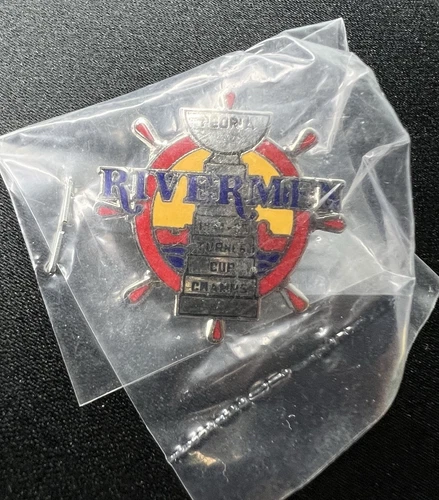 PEORIA
RIVERMEN
TURNER
CUP
CHAMPS